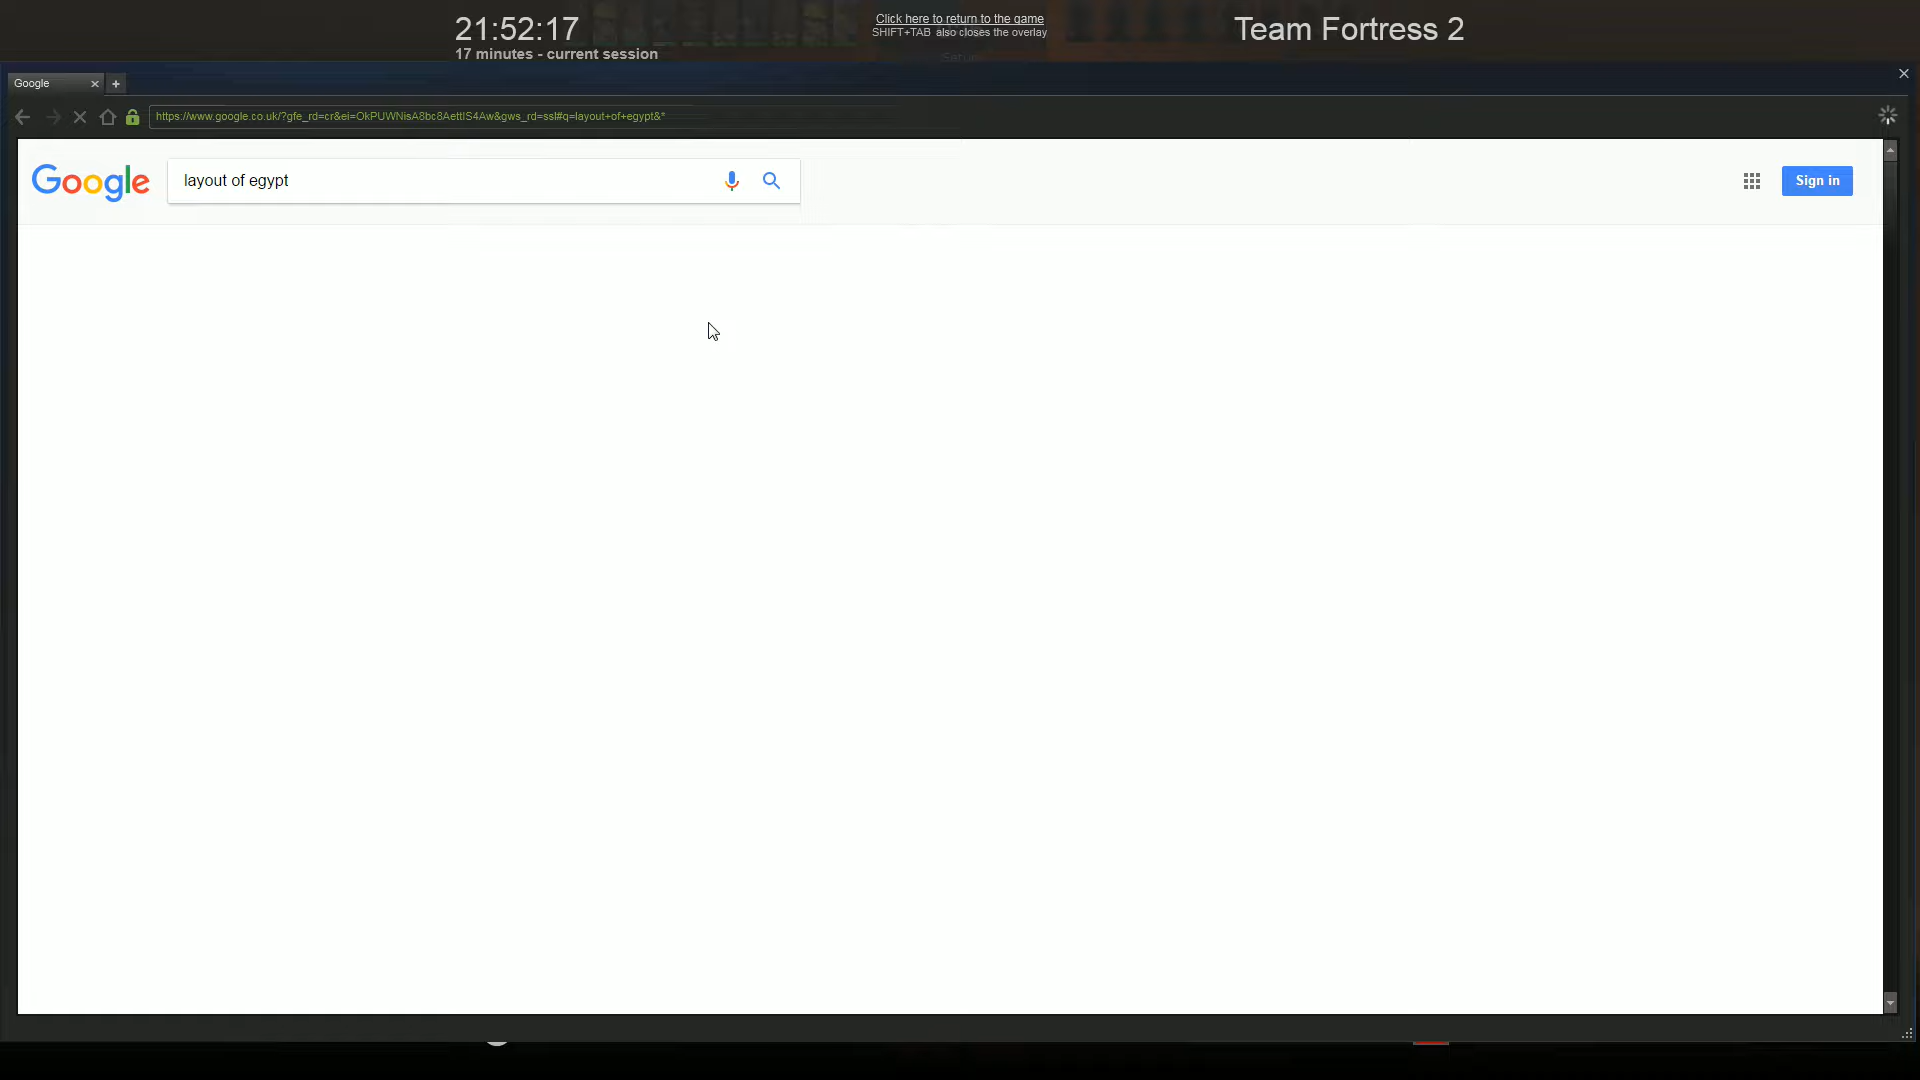 21:52:17
17 minutes - current session
Click here to return to the game
SHIFT+TAB also closes the overlay
Team Fortress 2
Setup
Google
https://www.google.co.uk/?gfe_rd=cr&ei=OkPUWNisA8bc8AettIS4Aw&gws_rd=ssl#q=layout+of+egypt&*
Google
layout of egypt
Sign in